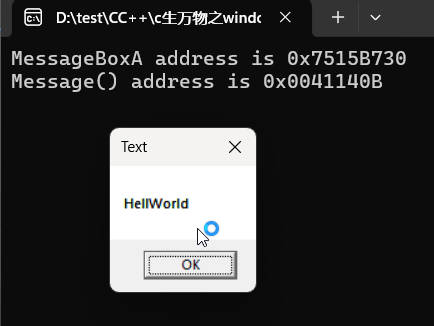 D:\test\CC++\c生万物之windo
MessageBoxA address is 0x7515B730
Message() address is 0x0041140B
Text
HellWorld
OK